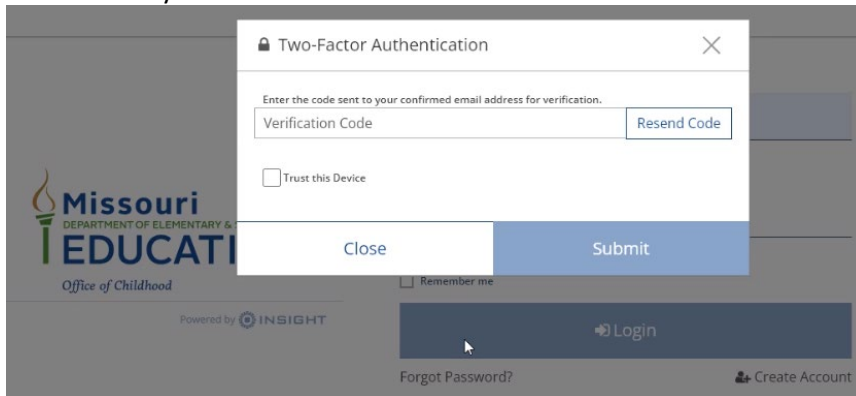 Two-Factor Authentication
Enter the code sent to your confirmed email address for verification.
Verification Code
Resend Code
Trust this Device
Close
Submit
Missouri
DEPARTMENT OF ELEMENTARY &
EDUCATI
Office of Childhood
Powered by INSIGHT
Remember me
Login
Forgot Password?
Create Account